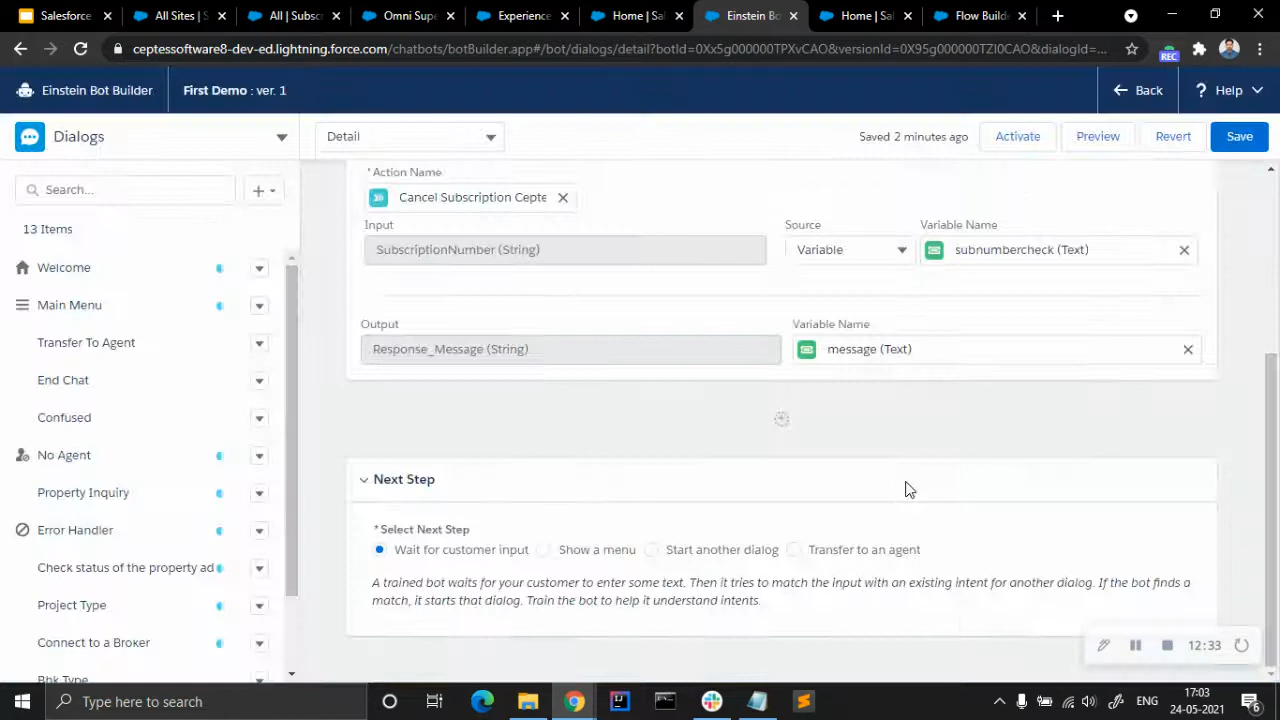 Salesforce
All Sites | S
All | Subsc
Omni Supe
Experience
Home | Sal
Einstein Bo
Home | Sal
Flow Builde
ceptessoftware8-dev-ed.lightning.force.com/chatbots/botBuilder.app#/bot/dialogs/detail?botId=0Xx5g000000TPXvCAO&versionId=0X95g000000TZI0CAO&dialogId=...
REC
Einstein Bot Builder
First Demo : ver. 1
Back
Help
Dialogs
Detail
Saved 2 minutes ago
Activate
Preview
Revert
Save
Search...
13 Items
Welcome
Main Menu
Transfer To Agent
End Chat
Confused
No Agent
Property Inquiry
Error Handler
Check status of the property ad
Project Type
Connect to a Broker
Bhk Type
* Action Name
Cancel Subscription Cepte
Input
Source
Variable Name
SubscriptionNumber (String)
Variable
subnumbercheck (Text)
Output
Variable Name
Response_Message (String)
message (Text)
Next Step
* Select Next Step
Wait for customer input
Show a menu
Start another dialog
Transfer to an agent
A trained bot waits for your customer to enter some text. Then it tries to match the input with an existing intent for another dialog. If the bot finds a
match, it starts that dialog. Train the bot to help it understand intents.
12:33
Type here to search
ENG
17:03
24-05-2021
6